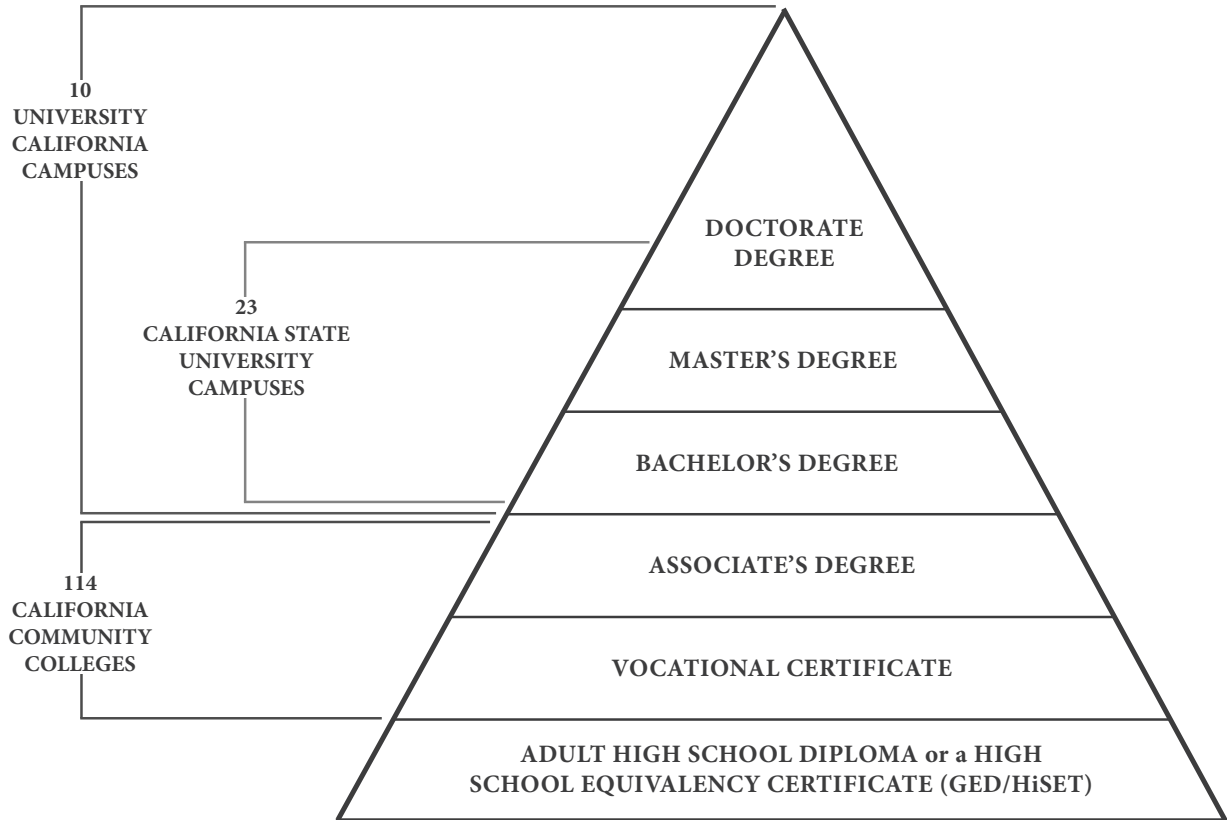 10
UNIVERSITY
CALIFORNIA
CAMPUSES
23
CALIFORNIA STATE
UNIVERSITY
CAMPUSES
114
CALIFORNIA
COMMUNITY
COLLEGES
DOCTORATE
DEGREE
MASTER’S DEGREE
BACHELOR’S DEGREE
ASSOCIATE’S DEGREE
VOCATIONAL CERTIFICATE
ADULT HIGH SCHOOL DIPLOMA or a HIGH
SCHOOL EQUIVALENCY CERTIFICATE (GED/HiSET)